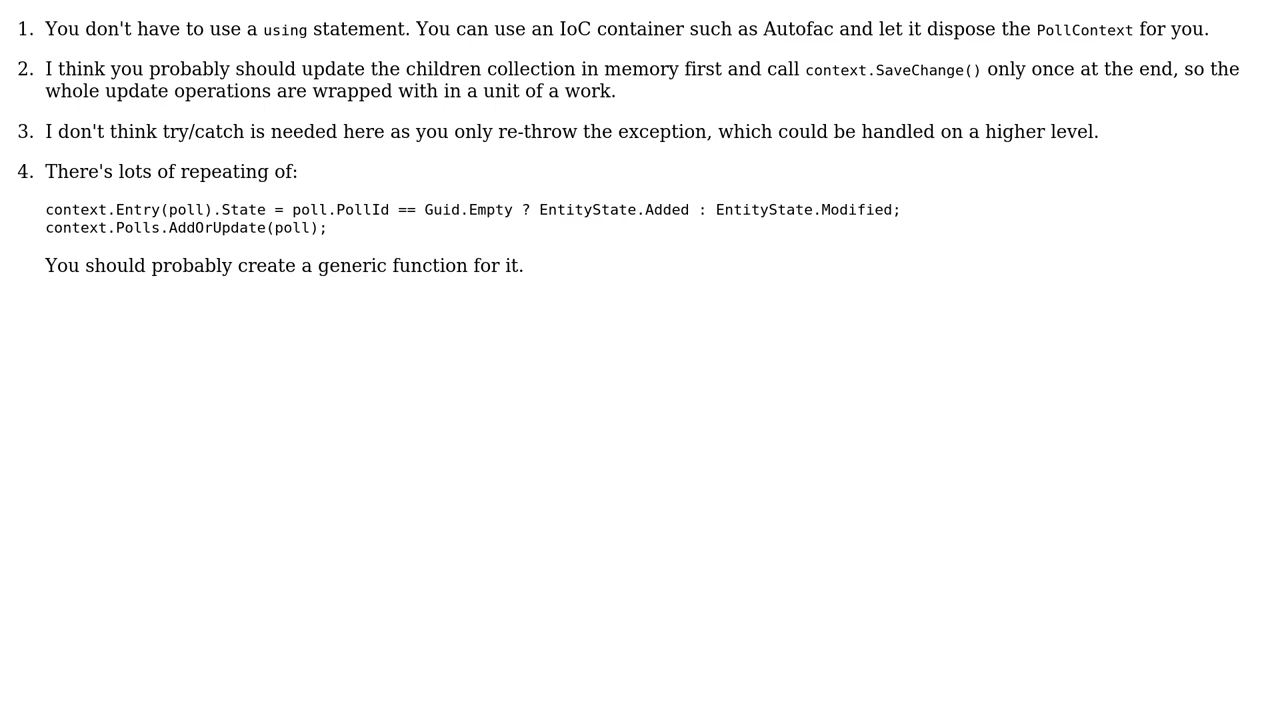 1. You don't have to use a using statement. You can use an IoC container such as Autofac and let it dispose the PollContext for you.
2. I think you probably should update the children collection in memory first and call context.SaveChange() only once at the end, so the
whole update operations are wrapped with in a unit of a work.
3. I don't think try/catch is needed here as you only re-throw the exception, which could be handled on a higher level.
4. There's lots of repeating of:
context.Entry(poll).State = poll.PollId == Guid.Empty ? EntityState.Added : EntityState.Modified;
context.Polls.AddOrUpdate(poll);
You should probably create a generic function for it.